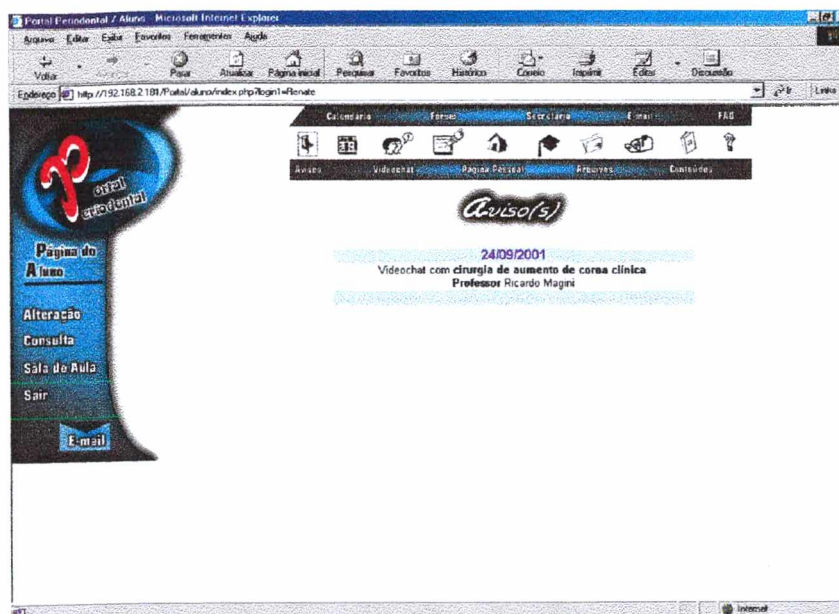 Portal Periodontal / Aluno - Microsoft Internet Explorer
Arquivo Editar Exibir Favoritos Ferramentas Ajuda
Voltar Parar Atualizar Página inicial Pesquisar Favoritos Histórico Correio Imprimir Editar Discussão
Endereço http://192.168.2.181/Portal/aluno/index.php?login1=Renate Ir Links
Calendário Fórum Secretaria E-mail FAQ
Avisos Videochat Página Pessoal Arquivos Conteúdos
Portal
Periodontal
Aviso(s)
24/09/2001
Videochat com cirurgia de aumento de coroa clínica
Professor Ricardo Magini
Página do
Aluno
Alteração
Consulta
Sala de Aula
Sair
E-mail
Internet